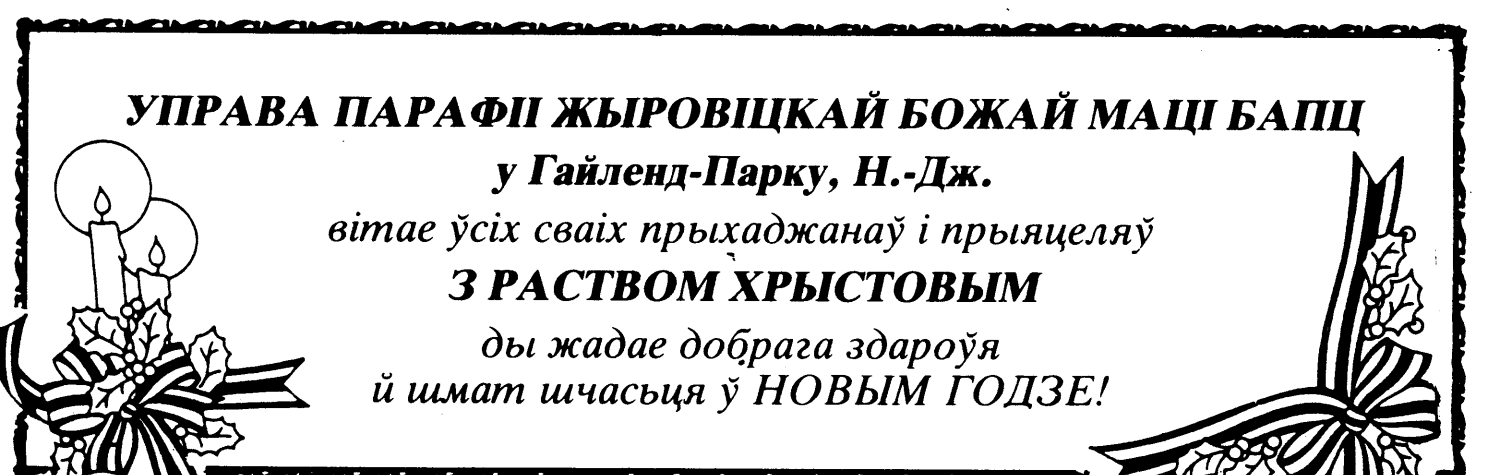 УПРАВА ПАРАФІІ ЖЫРОВІЦКАЙ БОЖАЙ МАЦІ БАПЦ
у Гайленд-Парку, Н.-Дж.
вітае ўсіх сваіх прыхаджанаў і прыяцеляў
З РАСТВОМ ХРЫСТОВЫМ
ды жадае добрага здароўя
й шмат шчасьця ў НОВЫМ ГОДЗЕ!